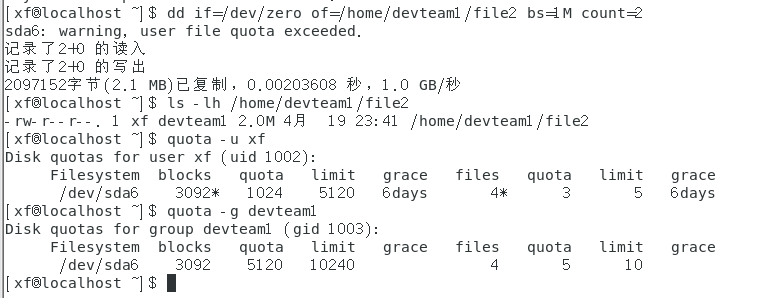 [xf@localhost ~]$ dd if=/dev/zero of=/home/devteam1/file2 bs=1M count=2
sda6: warning, user file quota exceeded.
记录了2+0 的读入
记录了2+0 的写出
2097152字节(2.1 MB)已复制，0.00203608 秒，1.0 GB/秒
[xf@localhost ~]$ ls -lh /home/devteam1/file2
-rw-r--r--. 1 xf devteam1 2.0M 4月  19 23:41 /home/devteam1/file2
[xf@localhost ~]$ quota -u xf
Disk quotas for user xf (uid 1002):
Filesystem blocks quota limit grace files quota limit grace
/dev/sda6 3092* 1024 5120 6days 4* 3 5 6days
[xf@localhost ~]$ quota -g devteam1
Disk quotas for group devteam1 (gid 1003):
Filesystem blocks quota limit grace files quota limit grace
/dev/sda6 3092 5120 10240 4 5 10
[xf@localhost ~]$